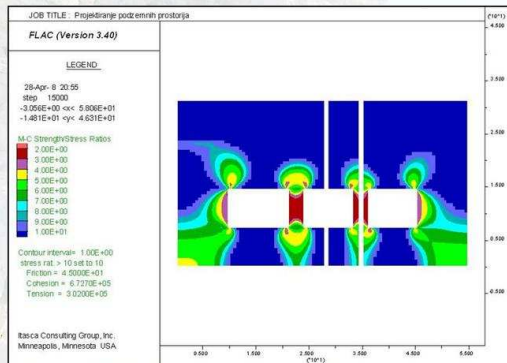 JOB TITLE : Projektiranje podzemnih prostorija
(*10^1)
FLAC (Version 3.40)
LEGEND
28-Apr- 8 20:55
step 15000
-3.056E+00 <x< 5.806E+01
-1.481E+01 <y< 4.631E+01
M-C Strength/Stress Ratios
2.00E+00
3.00E+00
4.00E+00
5.00E+00
6.00E+00
7.00E+00
8.00E+00
9.00E+00
1.00E+01
Contour interval= 1.00E+00
stress rat. > 10 set to 10
Friction = 4.5000E+01
Cohesion = 6.7270E+05
Tension = 3.0200E+05
Itasca Consulting Group, Inc.
Minneapolis, Minnesota USA
4.500
3.500
2.500
1.500
0.500
-0.500
0.500 1.500 2.500 3.500 4.500 5.500
(*10^1)